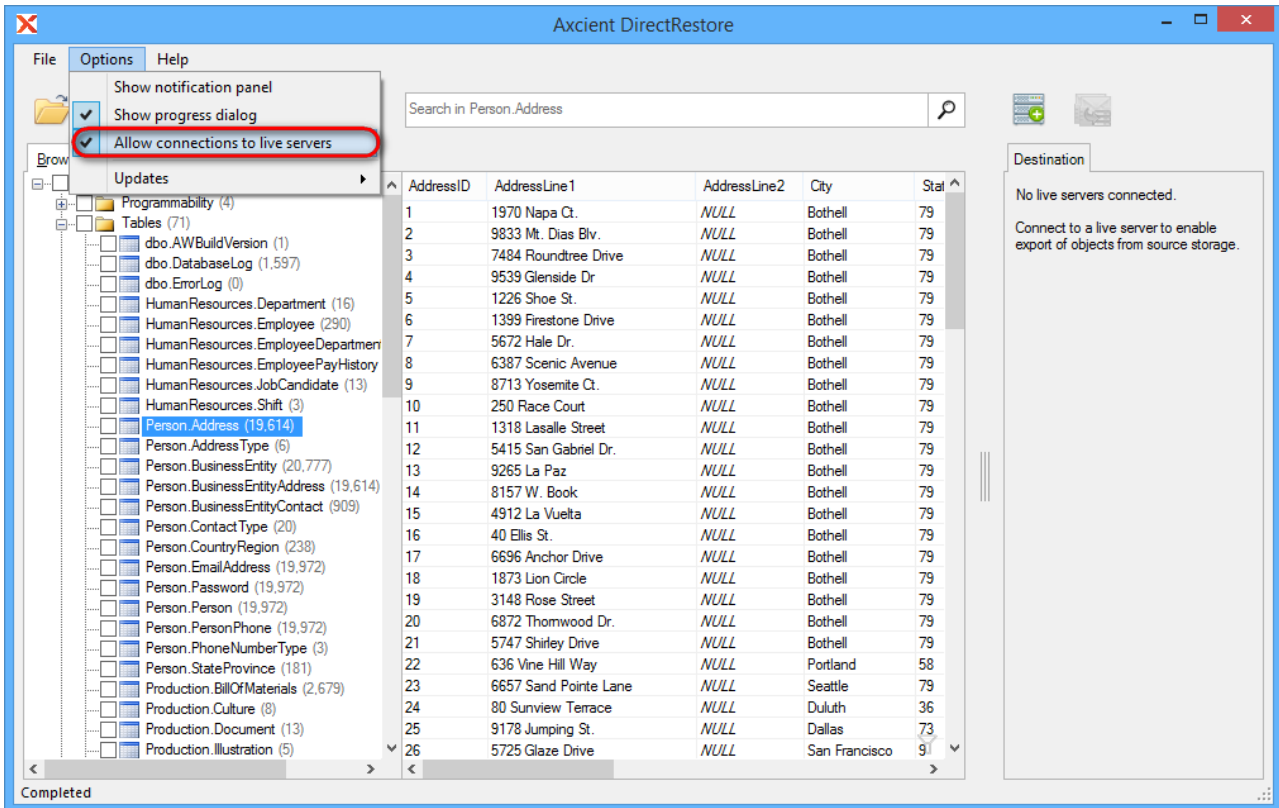 Axcient DirectRestore
File Options Help
Show notification panel
Show progress dialog
Allow connections to live servers
Updates
Search in Person.Address
Brow
Programmability (4)
Tables (71)
dbo.AWBuildVersion (1)
dbo.DatabaseLog (1,597)
dbo.ErrorLog (0)
HumanResources.Department (16)
HumanResources.Employee (290)
HumanResources.EmployeeDepartment
HumanResources.EmployeePayHistory
HumanResources.JobCandidate (13)
HumanResources.Shift (3)
Person.Address (19,614)
Person.AddressType (6)
Person.BusinessEntity (20,777)
Person.BusinessEntityAddress (19,614)
Person.BusinessEntityContact (909)
Person.ContactType (20)
Person.CountryRegion (238)
Person.EmailAddress (19,972)
Person.Password (19,972)
Person.Person (19,972)
Person.PersonPhone (19,972)
Person.PhoneNumberType (3)
Person.StateProvince (181)
Production.BillOfMaterials (2,679)
Production.Culture (8)
Production.Document (13)
Production.Illustration (5)
AddressID AddressLine1 AddressLine2 City Stat
1 1970 Napa Ct. NULL Bothell 79
2 9833 Mt. Dias Blv. NULL Bothell 79
3 7484 Roundtree Drive NULL Bothell 79
4 9539 Glenside Dr NULL Bothell 79
5 1226 Shoe St. NULL Bothell 79
6 1399 Firestone Drive NULL Bothell 79
7 5672 Hale Dr. NULL Bothell 79
8 6387 Scenic Avenue NULL Bothell 79
9 8713 Yosemite Ct. NULL Bothell 79
10 250 Race Court NULL Bothell 79
11 1318 Lasalle Street NULL Bothell 79
12 5415 San Gabriel Dr. NULL Bothell 79
13 9265 La Paz NULL Bothell 79
14 8157 W. Book NULL Bothell 79
15 4912 La Vuelta NULL Bothell 79
16 40 Ellis St. NULL Bothell 79
17 6696 Anchor Drive NULL Bothell 79
18 1873 Lion Circle NULL Bothell 79
19 3148 Rose Street NULL Bothell 79
20 6872 Thornwood Dr. NULL Bothell 79
21 5747 Shirley Drive NULL Bothell 79
22 636 Vine Hill Way NULL Portland 58
23 6657 Sand Pointe Lane NULL Seattle 79
24 80 Sunview Terrace NULL Duluth 36
25 9178 Jumping St. NULL Dallas 73
26 5725 Glaze Drive NULL San Francisco 9
Destination
No live servers connected.
Connect to a live server to enable
export of objects from source storage.
Completed